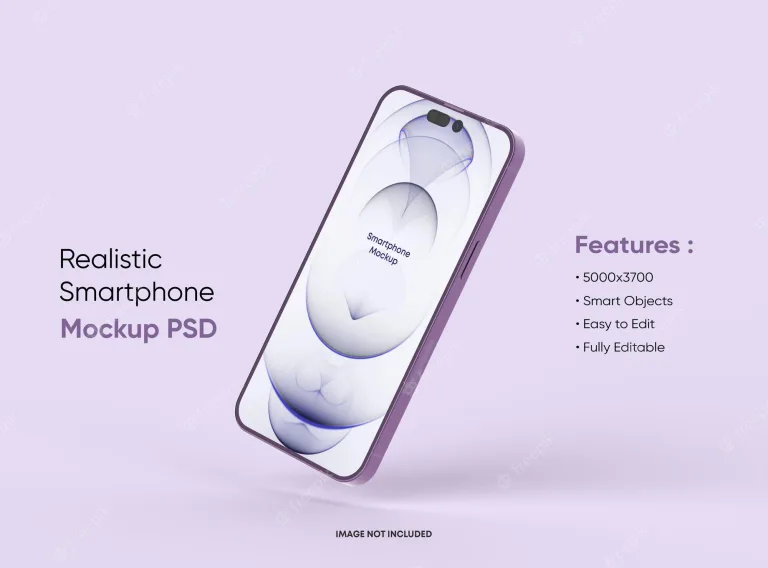 Realistic
Smartphone
Mockup PSD
Smartphone
Mockup
Features :
• 5000x3700
• Smart Objects
• Easy to Edit
• Fully Editable
IMAGE NOT INCLUDED